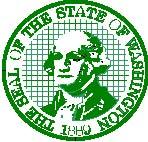 THE SEAL OF THE STATE OF WASHINGTON
1889